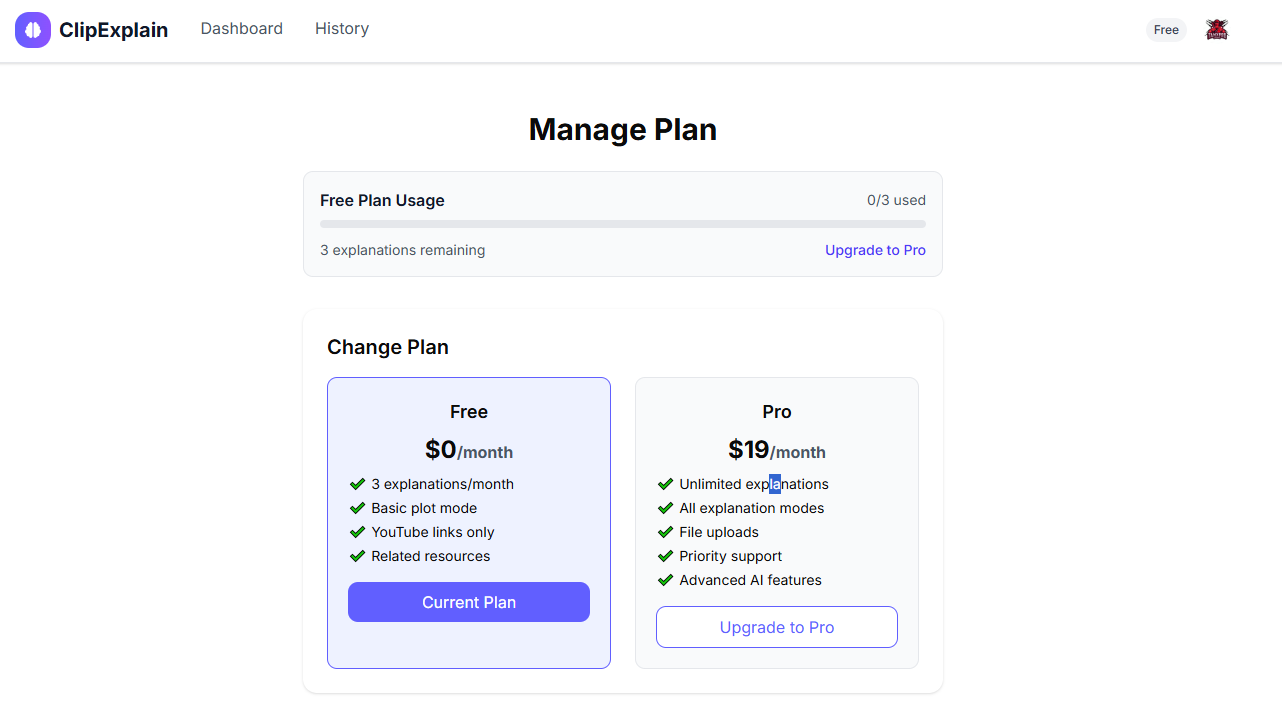 ClipExplain Dashboard History Free
Manage Plan
Free Plan Usage 0/3 used
3 explanations remaining Upgrade to Pro
Change Plan
Free
$0/month
3 explanations/month
Basic plot mode
YouTube links only
Related resources
Current Plan
Pro
$19/month
Unlimited explanations
All explanation modes
File uploads
Priority support
Advanced AI features
Upgrade to Pro